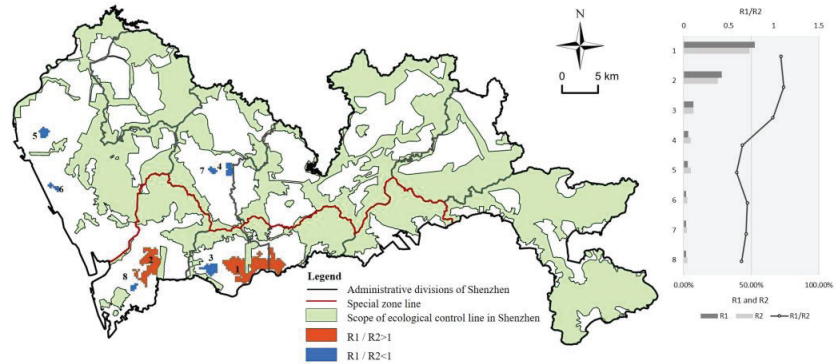 N
0 5 km
5
6
7
4
2
8
3
1
Legend
Administrative divisions of Shenzhen
Special zone line
Scope of ecological control line in Shenzhen
R1 / R2>1
R1 / R2<1
R1/R2
0 0.5 1 1.5
1
2
3
4
5
6
7
8
0.00% 50.00% 100.00%
R1 and R2
R1 R2 R1/R2